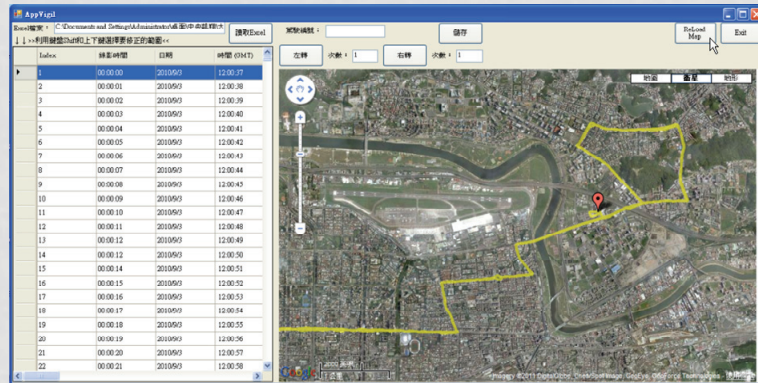 AppVigil
Excel檔案： C:\Documents and Settings\Administrator\桌面\中央 讀取Excel 駕駛編號： 儲存 ReLoad Map Exit
↓↓>>利用鍵盤Shift和上下鍵選擇要修正的範圍<<
左轉 次數： 1 右轉 次數： 1
Index 錄影時間 日期 時間 (GMT)
1 00:00:00 2010/9/3 12:00:37
2 00:00:01 2010/9/3 12:00:38
3 00:00:02 2010/9/3 12:00:39
4 00:00:03 2010/9/3 12:00:40
5 00:00:04 2010/9/3 12:00:41
6 00:00:05 2010/9/3 12:00:42
7 00:00:06 2010/9/3 12:00:43
8 00:00:07 2010/9/3 12:00:44
9 00:00:08 2010/9/3 12:00:45
10 00:00:09 2010/9/3 12:00:46
11 00:00:10 2010/9/3 12:00:47
12 00:00:11 2010/9/3 12:00:48
13 00:00:12 2010/9/3 12:00:49
14 00:00:12 2010/9/3 12:00:50
15 00:00:14 2010/9/3 12:00:51
16 00:00:15 2010/9/3 12:00:52
17 00:00:16 2010/9/3 12:00:53
18 00:00:17 2010/9/3 12:00:54
19 00:00:18 2010/9/3 12:00:55
20 00:00:19 2010/9/3 12:00:56
21 00:00:20 2010/9/3 12:00:57
22 00:00:21 2010/9/3 12:00:58
地圖 衛星 地形
Google
Imagery ©2011 DigitalGlobe, GeoEye